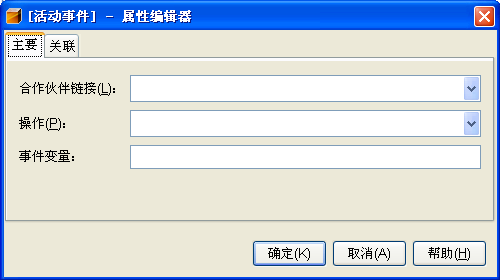 [活动事件] - 属性编辑器
主要 关联
合作伙伴链接(L):
操作(P):
事件变量:
确定(K) 取消(A) 帮助(H)